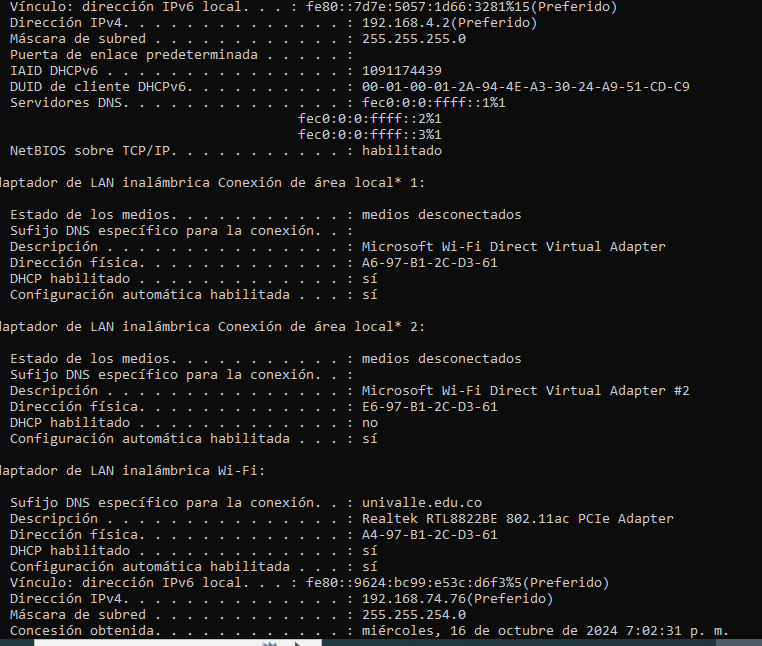 Vínculo: dirección IPv6 local. . . : fe80::7d7e:5057:1d66:3281%15(Preferido)
Dirección IPv4. . . . . . . . . . . . . . : 192.168.4.2(Preferido)
Máscara de subred . . . . . . . . . . . . : 255.255.255.0
Puerta de enlace predeterminada . . . . . :
IAID DHCPv6 . . . . . . . . . . . . . . . : 1091174439
DUID de cliente DHCPv6. . . . . . . . . . : 00-01-00-01-2A-94-4E-A3-30-24-A9-51-CD-C9
Servidores DNS. . . . . . . . . . . . . . : fec0:0:0:ffff::1%1
fec0:0:0:ffff::2%1
fec0:0:0:ffff::3%1
NetBIOS sobre TCP/IP. . . . . . . . . . . : habilitado
daptador de LAN inalámbrica Conexión de área local* 1:
Estado de los medios. . . . . . . . . . . : medios desconectados
Sufijo DNS específico para la conexión. . :
Descripción . . . . . . . . . . . . . . . : Microsoft Wi-Fi Direct Virtual Adapter
Dirección física. . . . . . . . . . . . . : A6-97-B1-2C-D3-61
DHCP habilitado . . . . . . . . . . . . . : sí
Configuración automática habilitada . . . : sí
daptador de LAN inalámbrica Conexión de área local* 2:
Estado de los medios. . . . . . . . . . . : medios desconectados
Sufijo DNS específico para la conexión. . :
Descripción . . . . . . . . . . . . . . . : Microsoft Wi-Fi Direct Virtual Adapter #2
Dirección física. . . . . . . . . . . . . : E6-97-B1-2C-D3-61
DHCP habilitado . . . . . . . . . . . . . : no
Configuración automática habilitada . . . : sí
daptador de LAN inalámbrica Wi-Fi:
Sufijo DNS específico para la conexión. . : univalle.edu.co
Descripción . . . . . . . . . . . . . . . : Realtek RTL8822BE 802.11ac PCIe Adapter
Dirección física. . . . . . . . . . . . . : A4-97-B1-2C-D3-61
DHCP habilitado . . . . . . . . . . . . . : sí
Configuración automática habilitada . . . : sí
Vínculo: dirección IPv6 local. . . : fe80::9624:bc99:e53c:d6f3%5(Preferido)
Dirección IPv4. . . . . . . . . . . . . . : 192.168.74.76(Preferido)
Máscara de subred . . . . . . . . . . . . : 255.255.254.0
Concesión obtenida. . . . . . . . . . . . : miércoles, 16 de octubre de 2024 7:02:31 p. m.